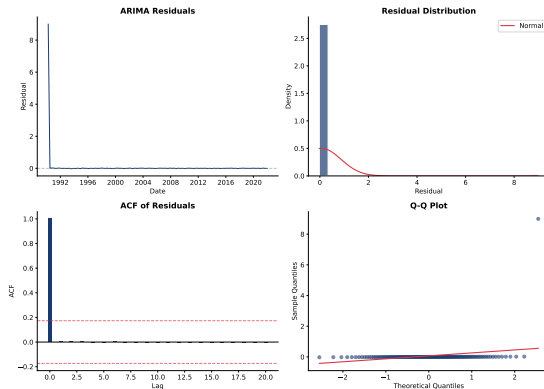 ARIMA Residuals
8
6
4
2
0
Residual
1992 1996 2000 2004 2008 2012 2016 2020
Date
Residual Distribution
2.5
2.0
1.5
1.0
0.5
0.0
Density
Normal
0 2 4 6 8
Residual
ACF of Residuals
1.0
0.8
0.6
0.4
0.2
0.0
−0.2
ACF
0.0 2.5 5.0 7.5 10.0 12.5 15.0 17.5 20.0
Lag
Q-Q Plot
8
6
4
2
0
Sample Quantiles
−2 −1 0 1 2
Theoretical Quantiles